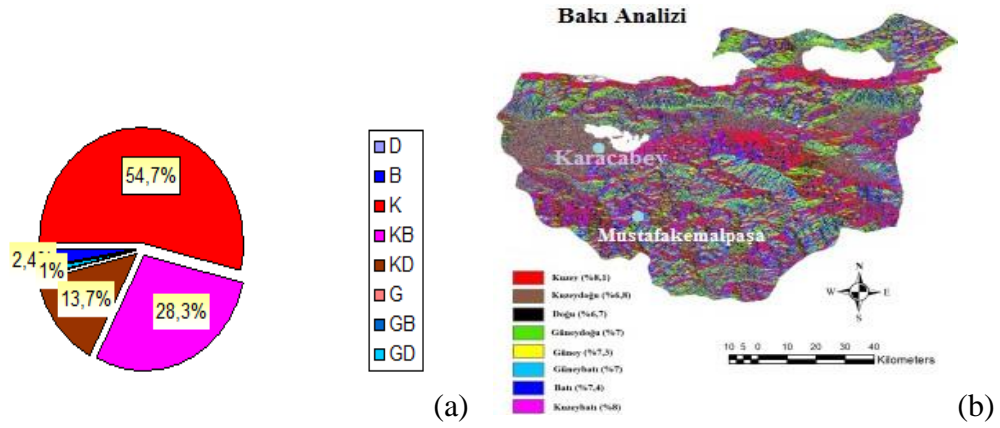 54,7%
2,4%
1%
13,7%
28,3%
D
B
K
KB
KD
G
GB
GD
(a)
Bakı Analizi
Karacabey
Mustafakemalpaşa
Kuzey (%8,1)
Kuzeydoğu (%6,8)
Doğu (%6,7)
Güneydoğu (%7)
Güney (%7,3)
Güneybatı (%7)
Batı (%7,4)
Kuzeybatı (%8)
N
W E
S
10 5 0 10 20 30 40
Kilometers
(b)